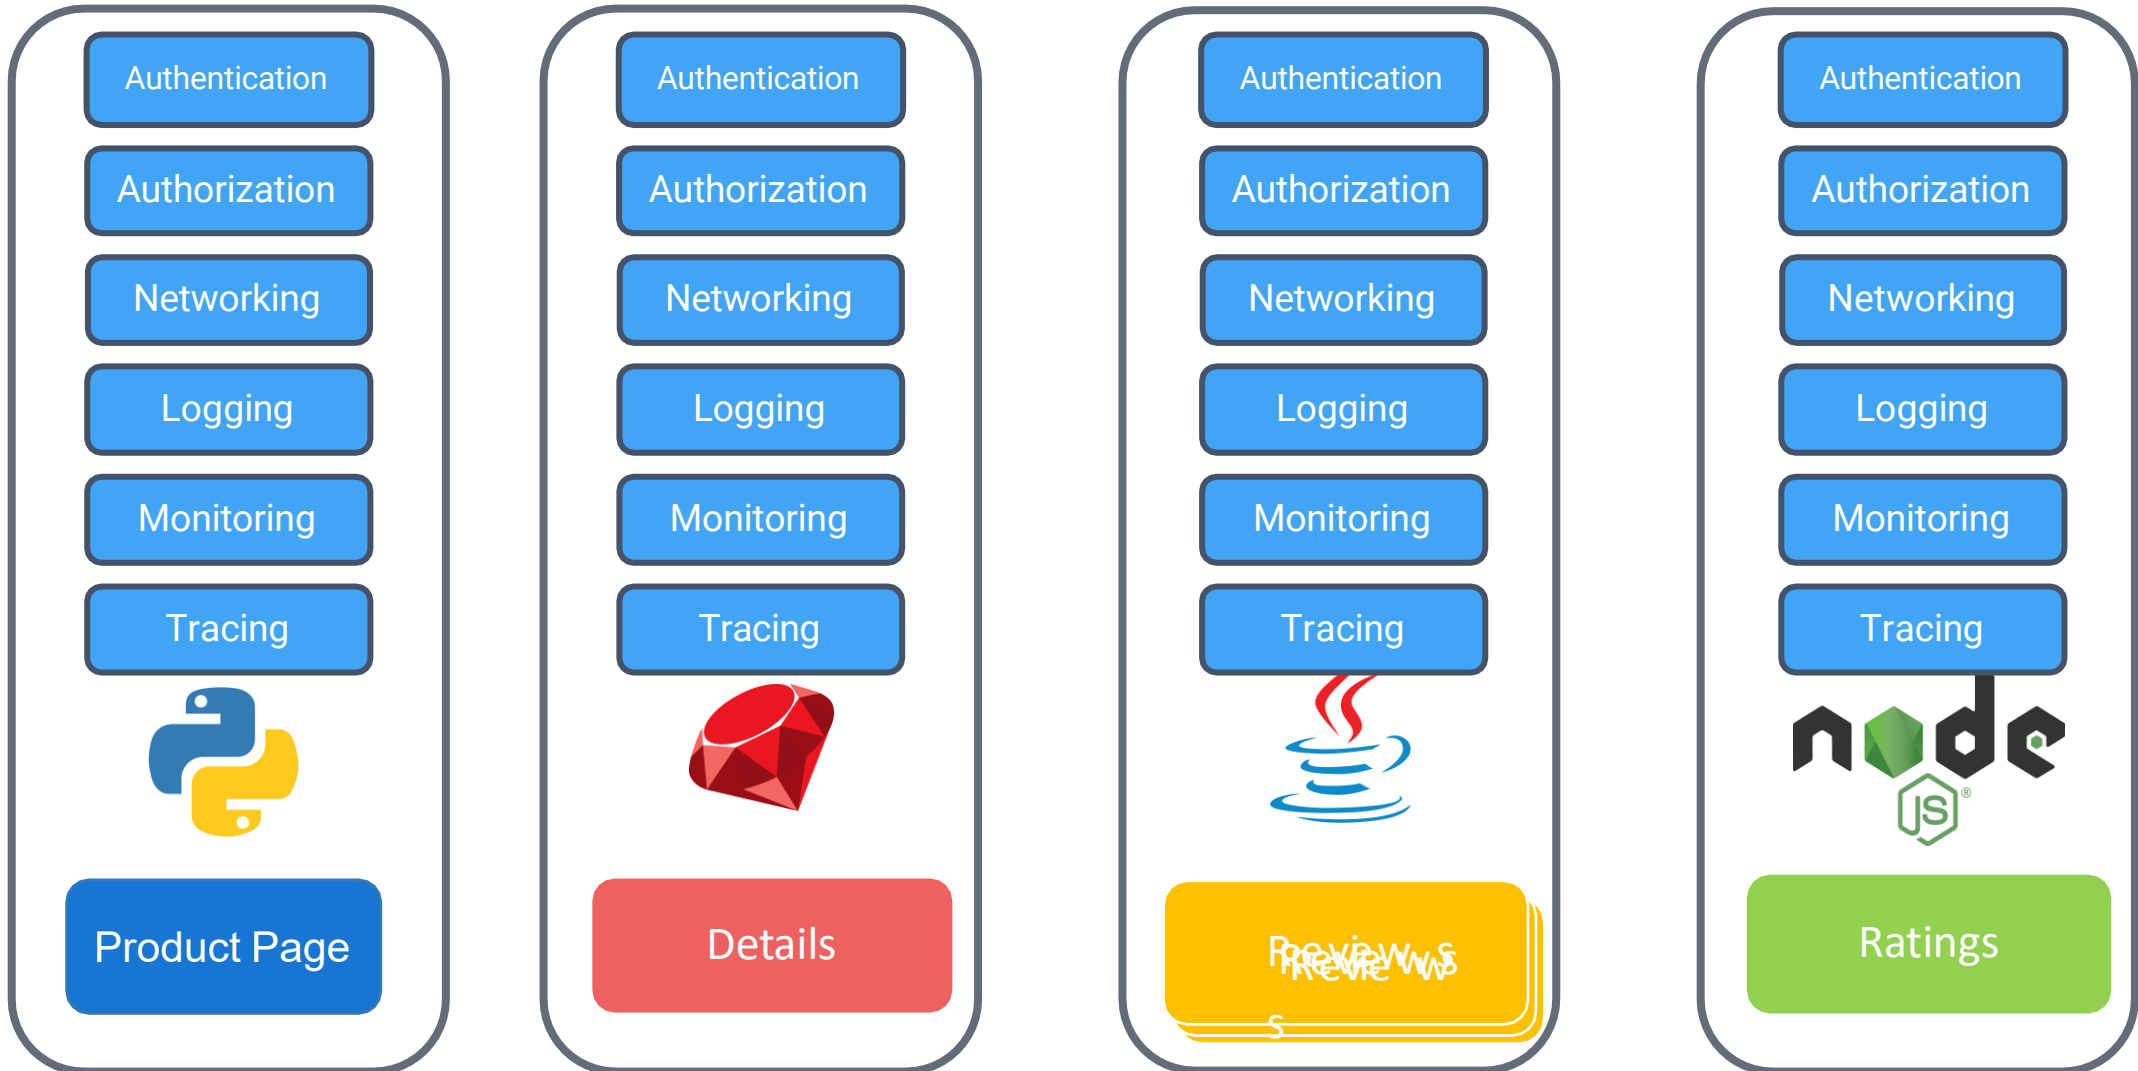 Authentication
Authorization
Networking
Logging
Monitoring
Tracing
Product Page
Authentication
Authorization
Networking
Logging
Monitoring
Tracing
Details
Authentication
Authorization
Networking
Logging
Monitoring
Tracing
Reviews
Authentication
Authorization
Networking
Logging
Monitoring
Tracing
node
JS®
Ratings